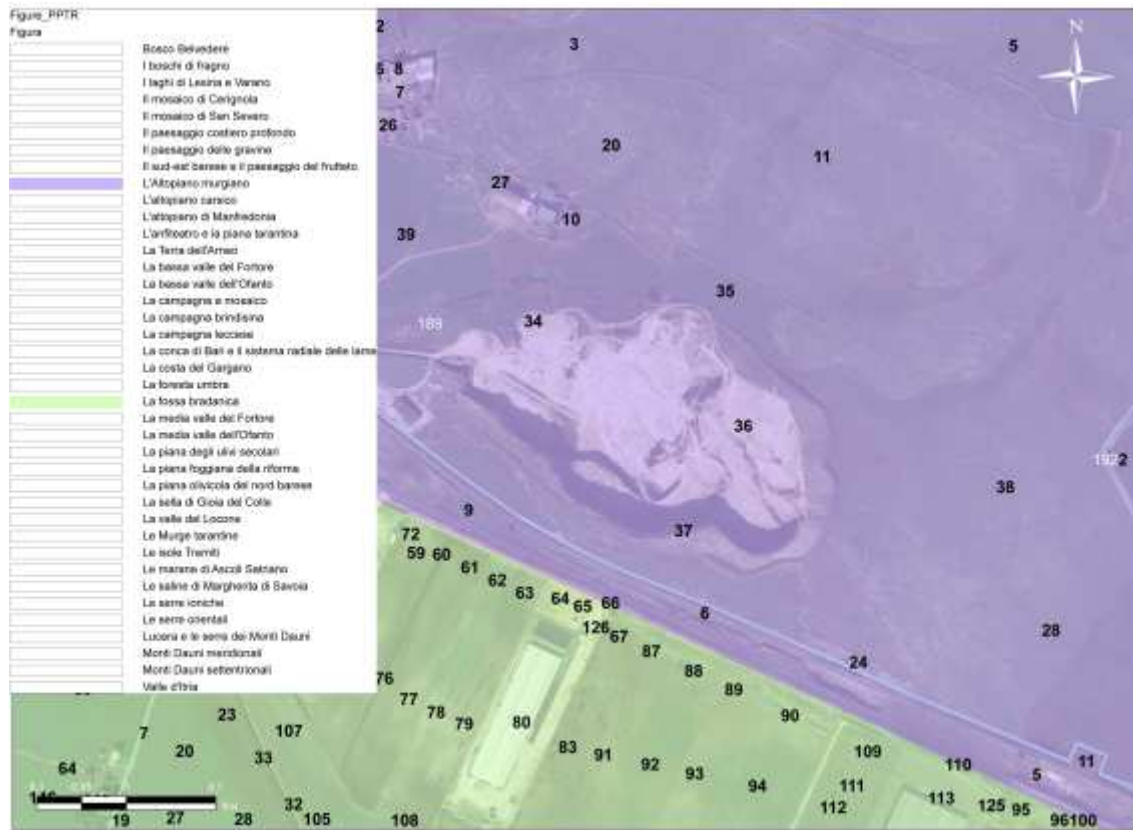 Figure_PPTR
Figura
Bosco Belvedere
I boschi di fragno
I laghi di Lesina e Varano
Il mosaico di Cerignola
Il mosaico di San Severo
Il paesaggio costiero profondo
Il paesaggio delle gravine
Il sud-est barese e il paesaggio del frutteto
L'Altopiano murgiano
L'altopiano carsico
L'altopiano di Manfredonia
L'anfiteatro e la piana tarantina
La Terra dell'Arneo
La bassa valle del Fortore
La bassa valle dell'Ofanto
La campagna a mosaico
La campagna brindisina
La campagna leccese
La conca di Bari e il sistema radiale delle lame
La costa del Gargano
La foresta umbra
La fossa bradanica
La media valle del Fortore
La media valle dell'Ofanto
La piana degli ulivi secolari
La piana foggiana della riforma
La piana olivicola del nord barese
La sella di Gioia del Colle
La valle del Locone
Le Murge tarantine
Le isole Tremiti
Le marane di Ascoli Satriano
Le saline di Margherita di Savoia
Le serre ioniche
Le serre orientali
Lucera e le serre dei Monti Dauni
Monti Dauni meridionali
Monti Dauni settentrionali
Valle d'Itria
N
2
3
5
8
7
26
20
11
27
10
39
35
34
189
36
192
2
38
9
37
72
59 60
61
62
63
64
65 66
126
67
6
28
87
24
88
89
90
76
77
78
79
80
83
91
92
93
94
109
110
11
5
111
112
113
125
95
96100
23
7
107
20
33
64
32
19
27
28
105
108